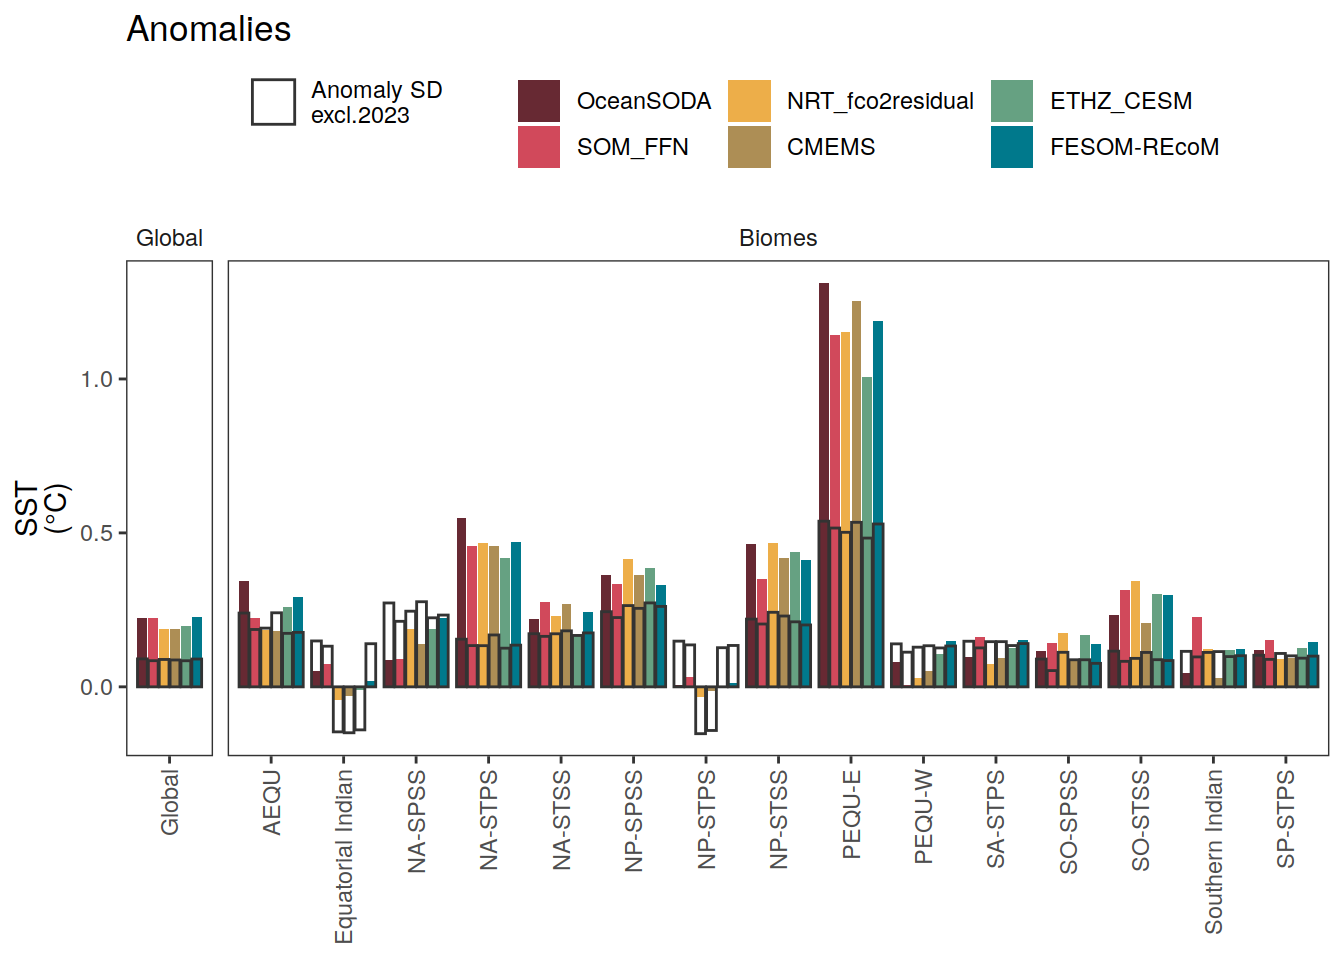 Anomalies
Anomaly SD
excl.2023
OceanSODA
NRT_fco2residual
ETHZ_CESM
SOM_FFN
CMEMS
FESOM-REcoM
Global
Biomes
SST
(°C)
1.0
0.5
0.0
Global
AEQU
Equatorial Indian
NA-SPSS
NA-STPS
NA-STSS
NP-SPSS
NP-STPS
NP-STSS
PEQU-E
PEQU-W
SA-STPS
SO-SPSS
SO-STSS
Southern Indian
SP-STPS